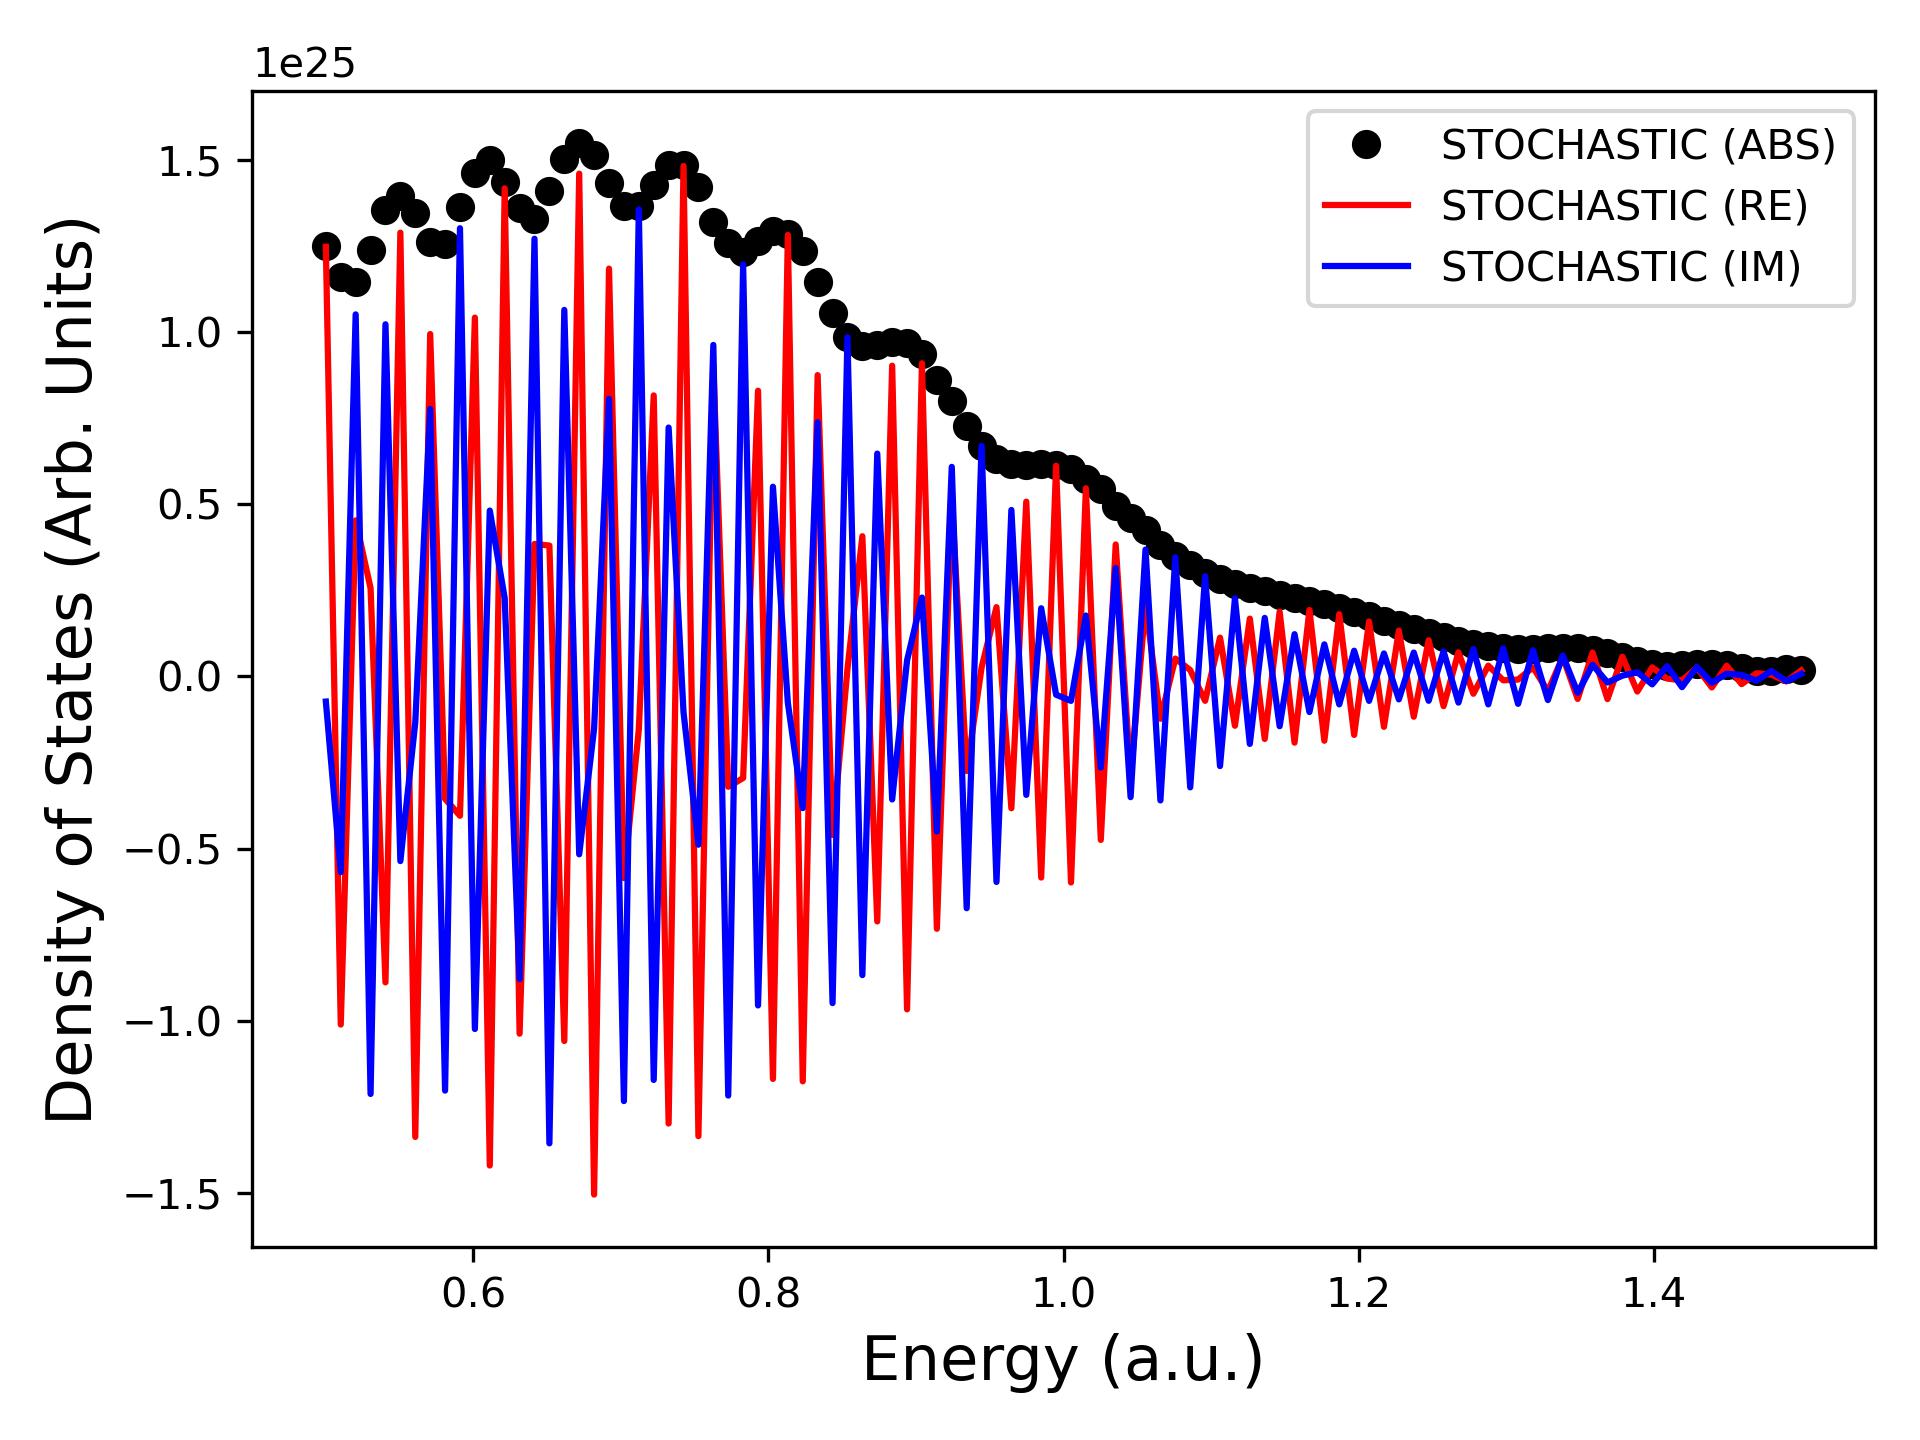 1e25
STOCHASTIC (ABS)
STOCHASTIC (RE)
STOCHASTIC (IM)
Density of States (Arb. Units)
1.5
1.0
0.5
0.0
−0.5
−1.0
−1.5
0.6 0.8 1.0 1.2 1.4
Energy (a.u.)